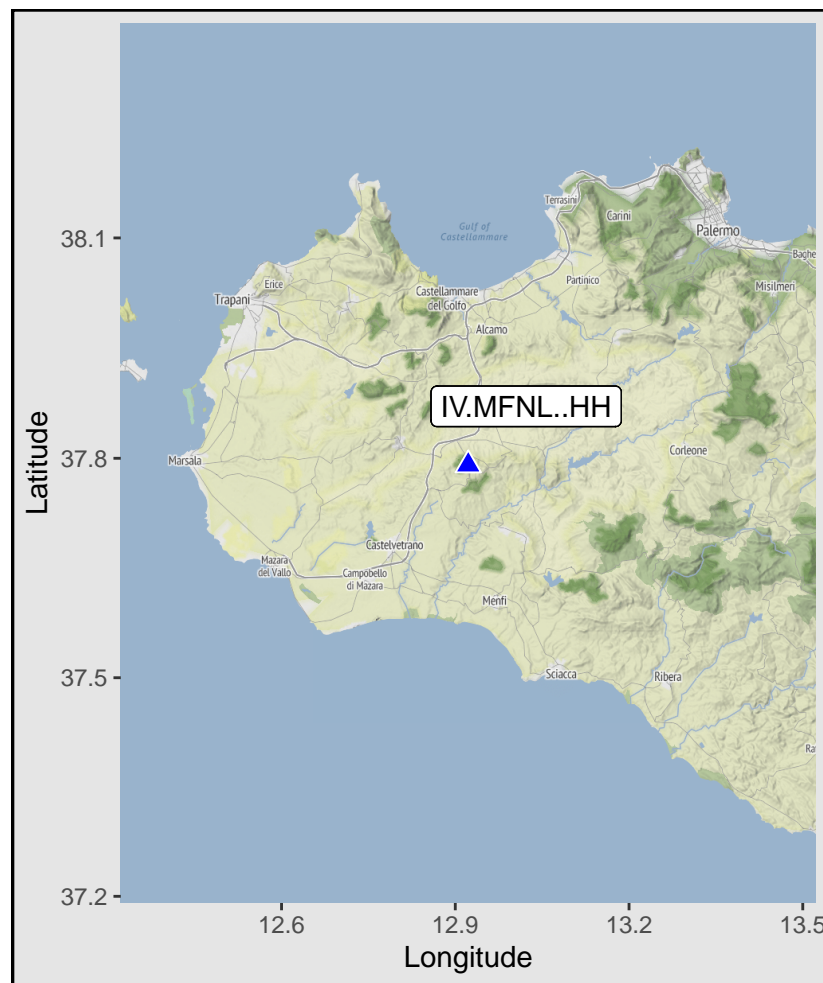 Gulf of
Castellammare
Terrasini
Carini
Palermo
38.1
Baghe
Erice
Trapani
Castellammare
del Golfo
Partinico
Misilmeri
Alcamo
IV.MFNL..HH
37.8
Marsala
Corleone
Latitude
Castelvetrano
Mazara
del Vallo
Campobello
di Mazara
Menfi
37.5
Sciacca
Ribera
Ra
37.2
12.6
12.9
13.2
13.5
Longitude